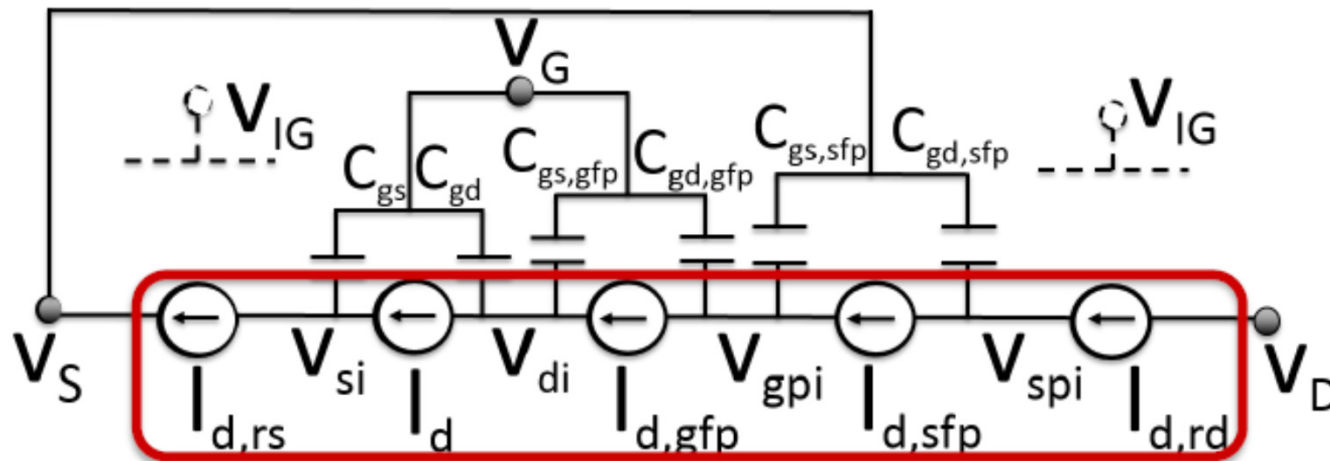 V_G
V_IG
V_IG
C_gs C_gd
C_gs,gfp C_gd,gfp
C_gs,sfp C_gd,sfp
V_S V_si V_di V_gpi V_spi V_D
I_d,rs I_d I_d,gfp I_d,sfp I_d,rd